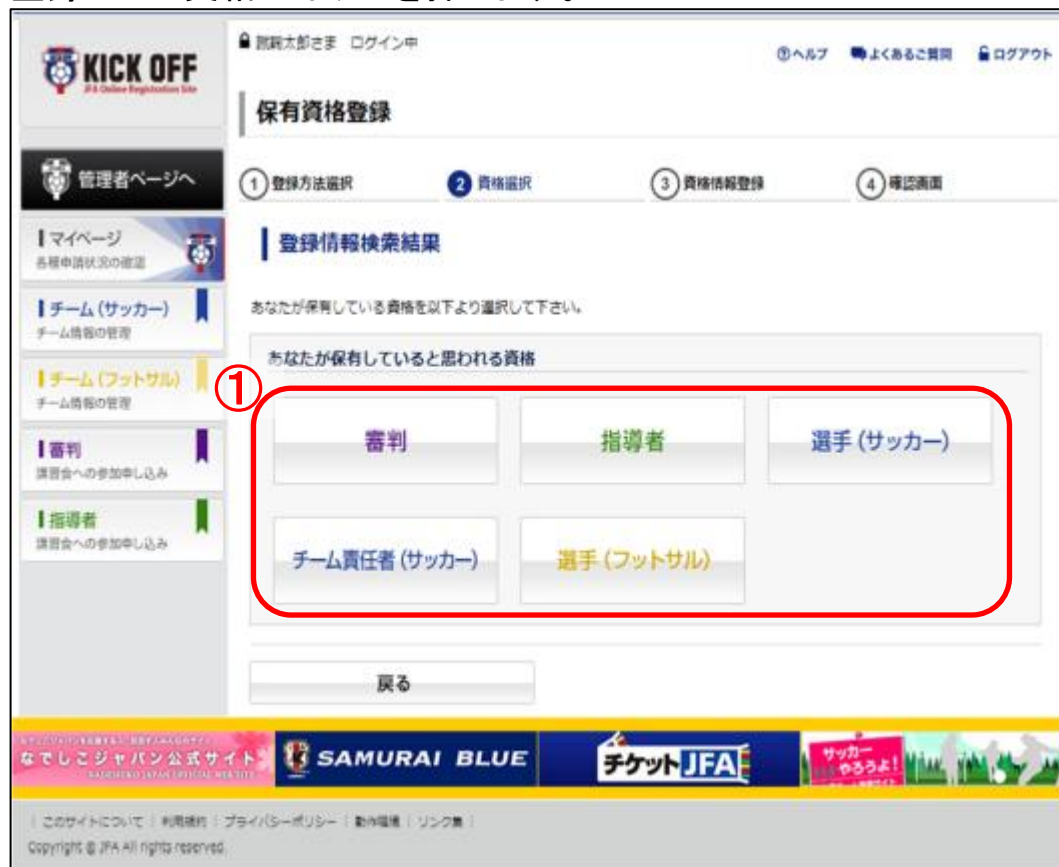 KICK OFF
JFA Online Registration Site
さま ログイン中
ヘルプ
よくあるご質問
ログアウト
保有資格登録
管理者ページへ
1 登録方法選択
2 資格選択
3 資格情報登録
4 確認画面
マイページ
各種申請状況の確認
登録情報検索結果
チーム（サッカー）
チーム情報の管理
あなたが保有している資格を以下より選択して下さい。
あなたが保有していると思われる資格
チーム（フットサル）
チーム情報の管理
①
審判
講習会への参加申し込み
指導者
講習会への参加申し込み
審判
指導者
選手（サッカー）
チーム責任者（サッカー）
選手（フットサル）
戻る
なでしこジャパン公式サイト
SAMURAI BLUE
チケットJFA
サッカーやろうよ！
このサイトについて｜利用規約｜プライバシーポリシー｜動作環境｜リンク集｜
Copyright © JFA All rights reserved.